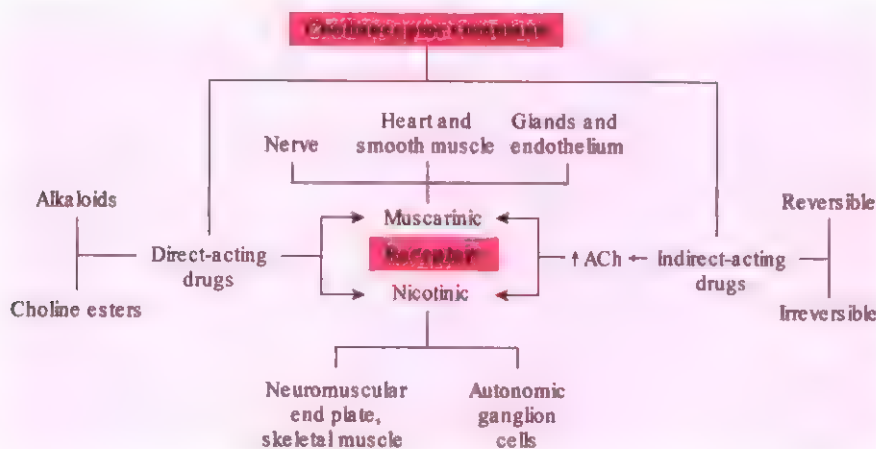 Nerve
Heart and
smooth muscle
Glands and
endothelium
Alkaloids
Choline esters
Direct-acting
drugs
Muscarinic
Nicotinic
↑ ACh
Indirect-acting
drugs
Reversible
Irreversible
Neuromuscular
end plate,
skeletal muscle
Autonomic
ganglion
cells